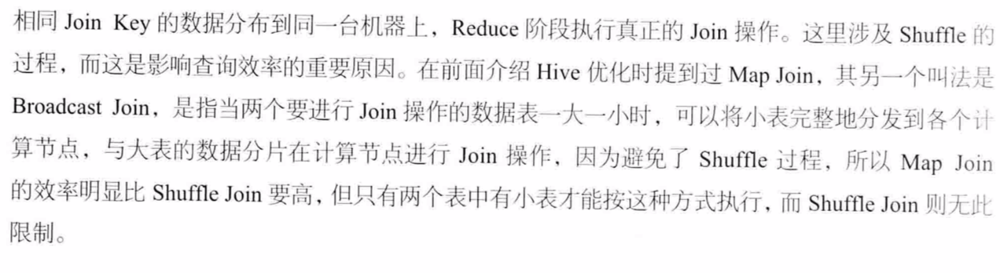 相同 Join Key 的数据分布到同一台机器上，Reduce 阶段执行真正的 Join 操作。这里涉及 Shuffle 的
过程，而这是影响查询效率的重要原因。在前面介绍 Hive 优化时提到过 Map Join，其另一个叫法是
Broadcast Join，是指当两个要进行 Join 操作的数据表一大一小时，可以将小表完整地分发到各个计
算节点，与大表的数据分片在计算节点进行 Join 操作，因为避免了 Shuffle 过程，所以 Map Join
的效率明显比 Shuffle Join 要高，但只有两个表中有小表才能按这种方式执行，而 Shuffle Join 则无此
限制。